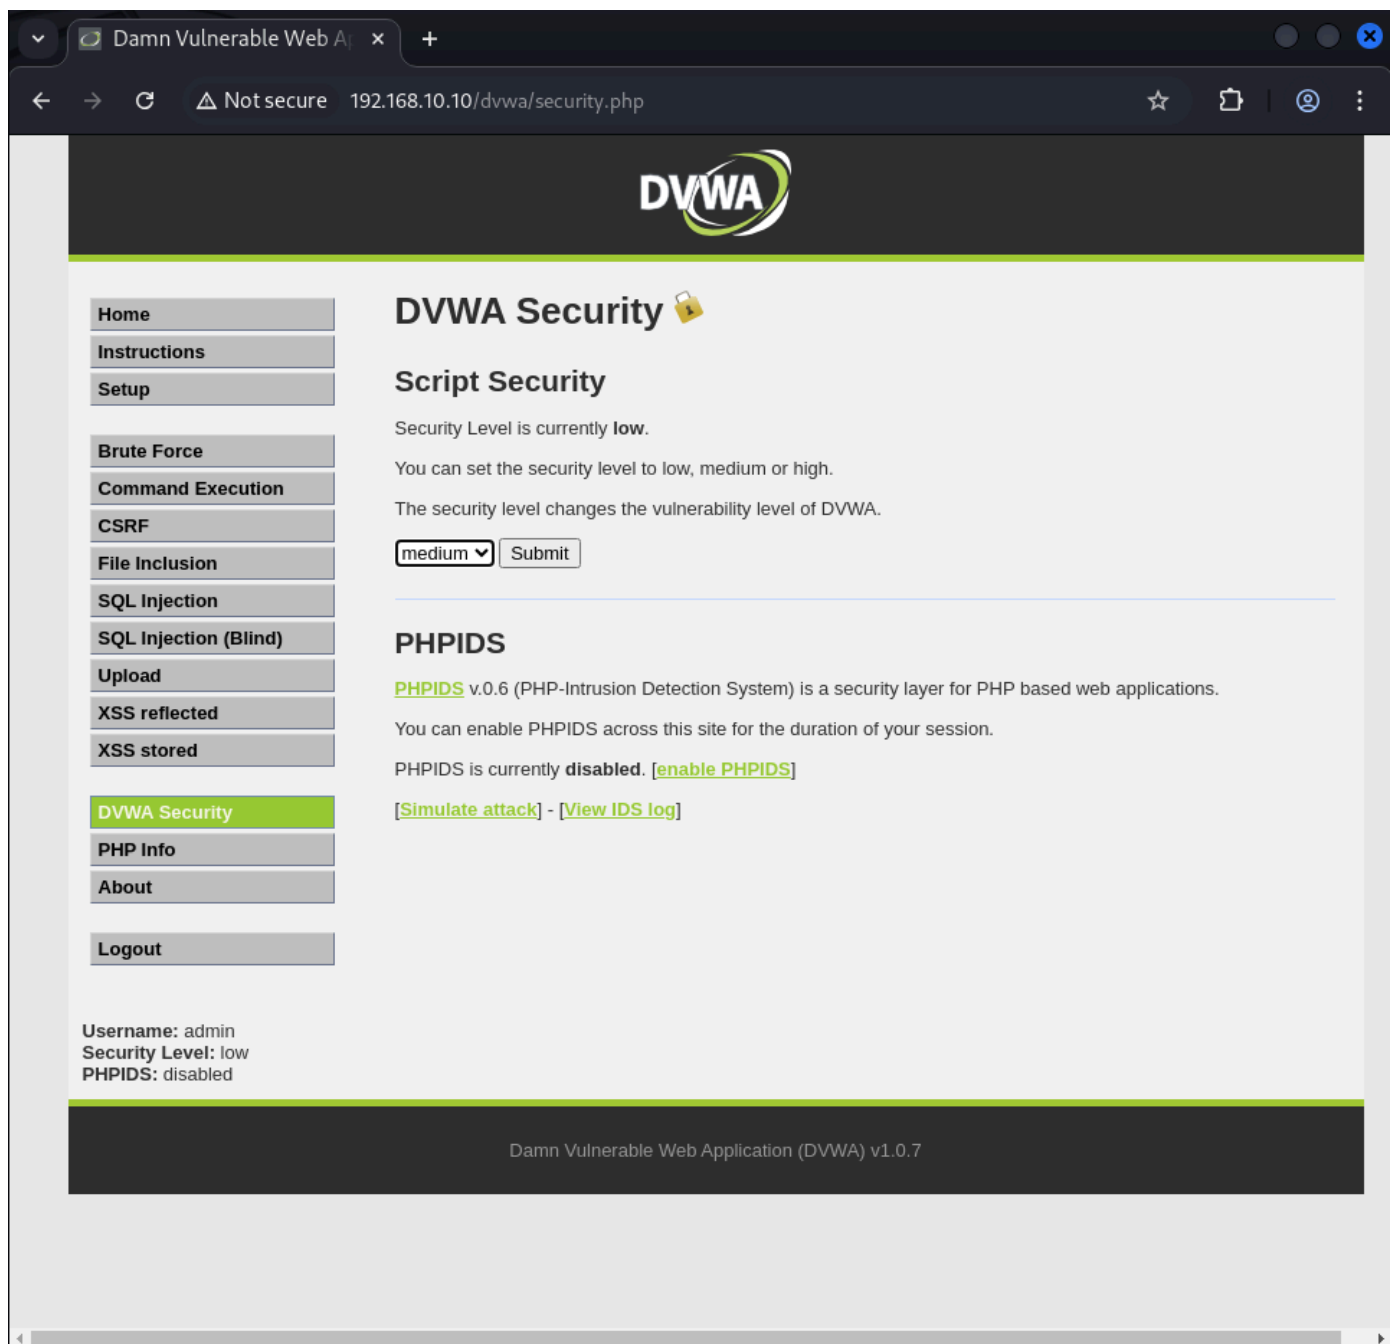 Damn Vulnerable Web Ap
Not secure 192.168.10.10/dvwa/security.php
DVWA
Home
Instructions
Setup
Brute Force
Command Execution
CSRF
File Inclusion
SQL Injection
SQL Injection (Blind)
Upload
XSS reflected
XSS stored
DVWA Security
PHP Info
About
Logout
Username: admin
Security Level: low
PHPIDS: disabled
DVWA Security
Script Security
Security Level is currently low.
You can set the security level to low, medium or high.
The security level changes the vulnerability level of DVWA.
medium Submit
PHPIDS
PHPIDS v.0.6 (PHP-Intrusion Detection System) is a security layer for PHP based web applications.
You can enable PHPIDS across this site for the duration of your session.
PHPIDS is currently disabled. [enable PHPIDS]
[Simulate attack] - [View IDS log]
Damn Vulnerable Web Application (DVWA) v1.0.7